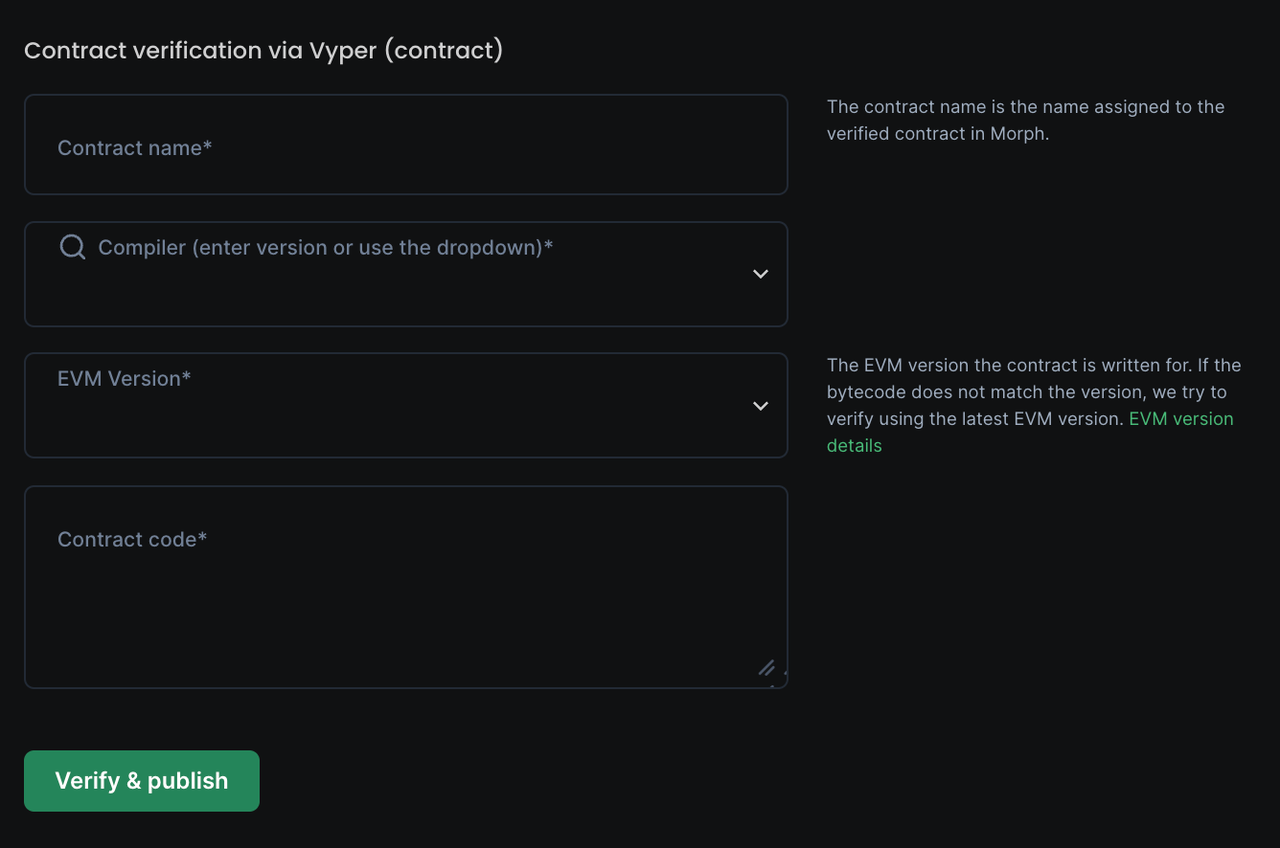 Contract verification via Vyper (contract)
Contract name*
The contract name is the name assigned to the
verified contract in Morph.
Compiler (enter version or use the dropdown)*
EVM Version*
The EVM version the contract is written for. If the
bytecode does not match the version, we try to
verify using the latest EVM version. EVM version
details
Contract code*
Verify & publish